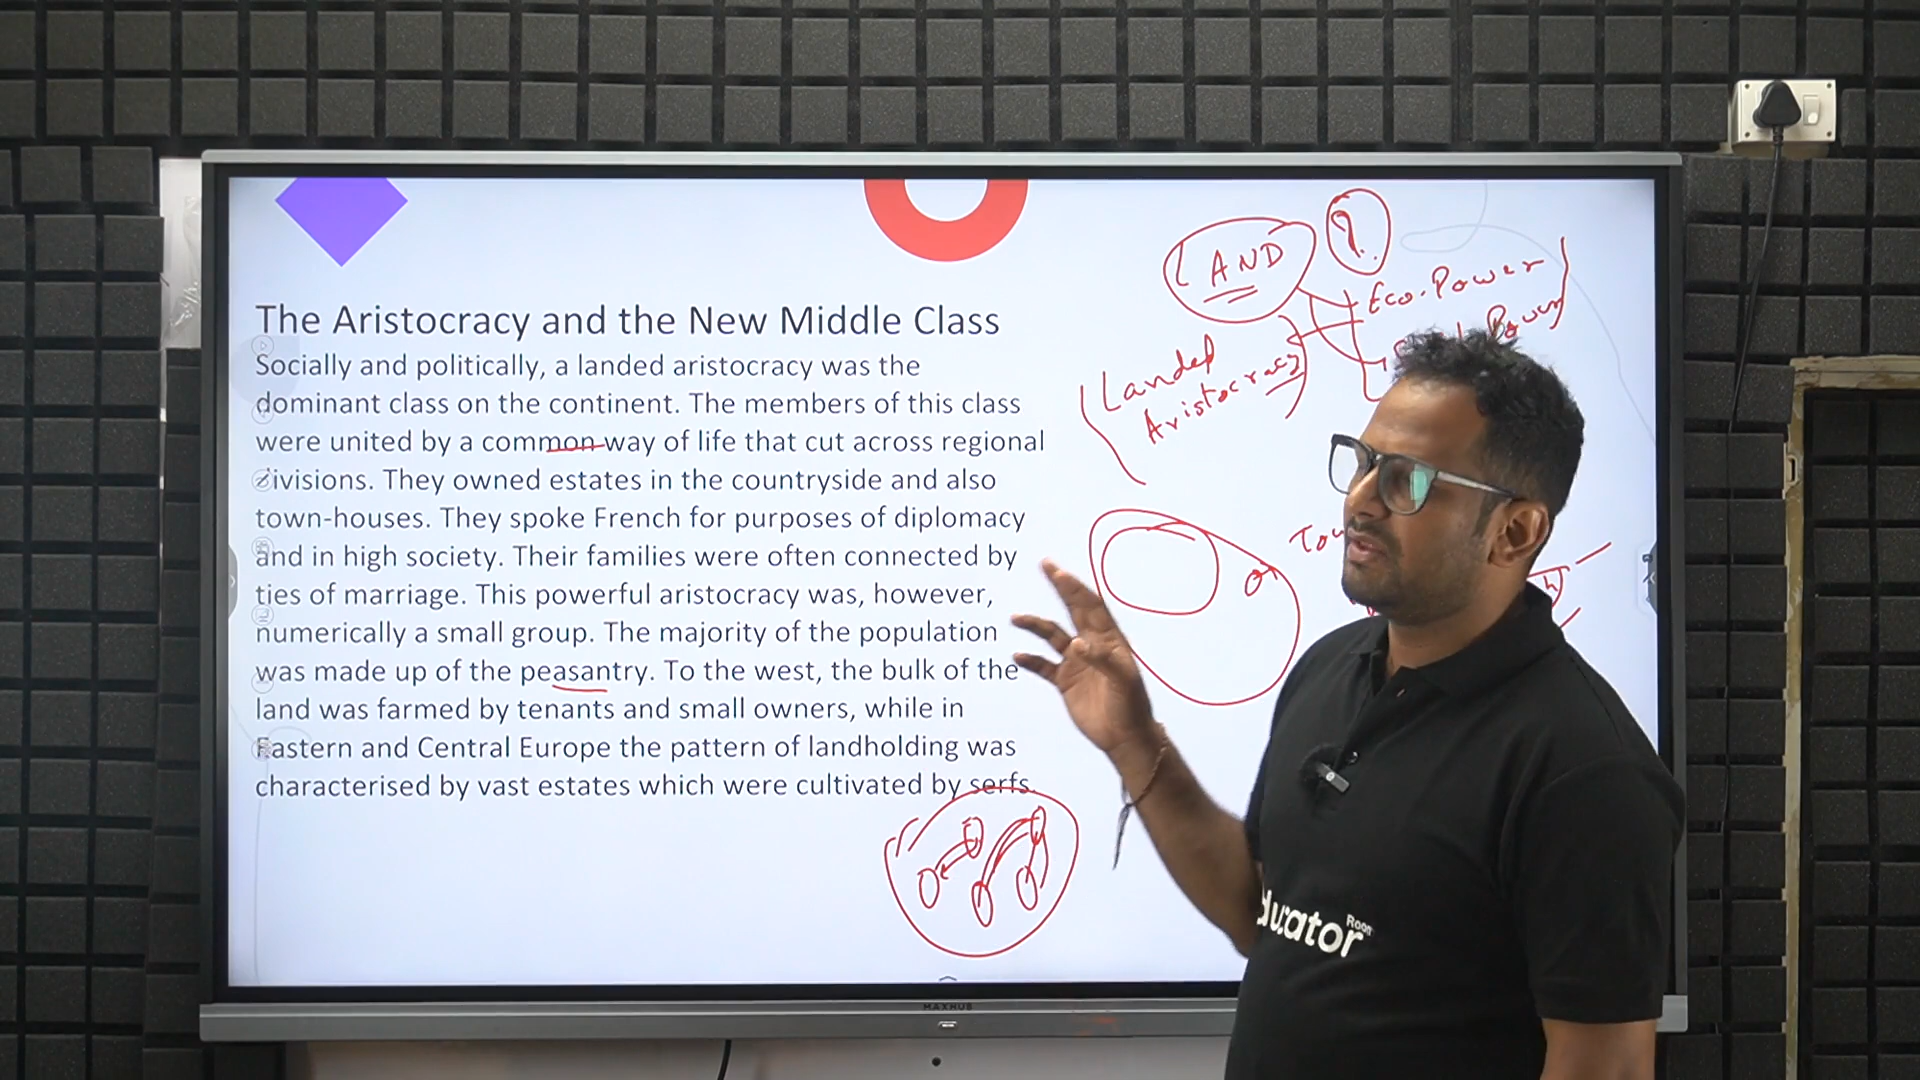 The Aristocracy and the New Middle Class
Socially and politically, a landed aristocracy was the
dominant class on the continent. The members of this class
were united by a common way of life that cut across regional
divisions. They owned estates in the countryside and also
town-houses. They spoke French for purposes of diplomacy
and in high society. Their families were often connected by
ties of marriage. This powerful aristocracy was, however,
numerically a small group. The majority of the population
was made up of the peasantry. To the west, the bulk of the
land was farmed by tenants and small owners, while in
Eastern and Central Europe the pattern of landholding was
characterised by vast estates which were cultivated by serfs.
LAND
?
Eco. Power
Power
Landed
Aristocracy
MAXHUB
ducator
Room